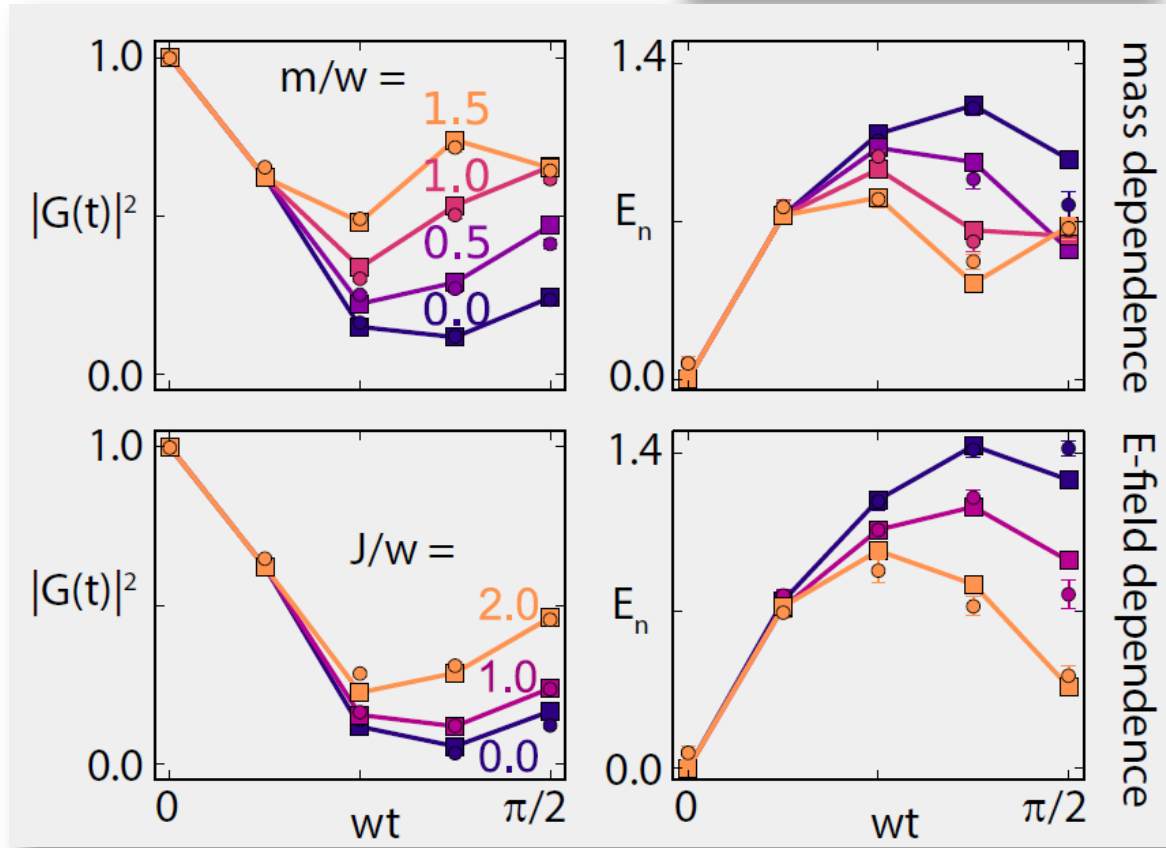 1.0
m/w =
1.5
1.0
0.5
0.0
|G(t)|²
0.0
1.4
Eₙ
0.0
mass dependence
1.0
J/w =
2.0
1.0
0.0
|G(t)|²
0.0
0
wt
π/2
1.4
Eₙ
0.0
0
wt
π/2
E-field dependence